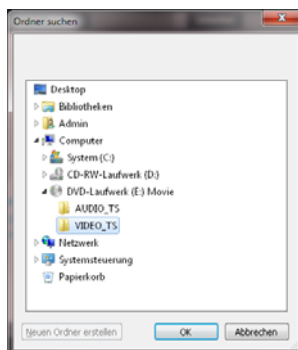 Ordner suchen
Desktop
Bibliotheken
Admin
Computer
System (C:)
CD-RW-Laufwerk (D:)
DVD-Laufwerk (E:) Movie
AUDIO_TS
VIDEO_TS
Netzwerk
Systemsteuerung
Papierkorb
Neuen Ordner erstellen OK Abbrechen